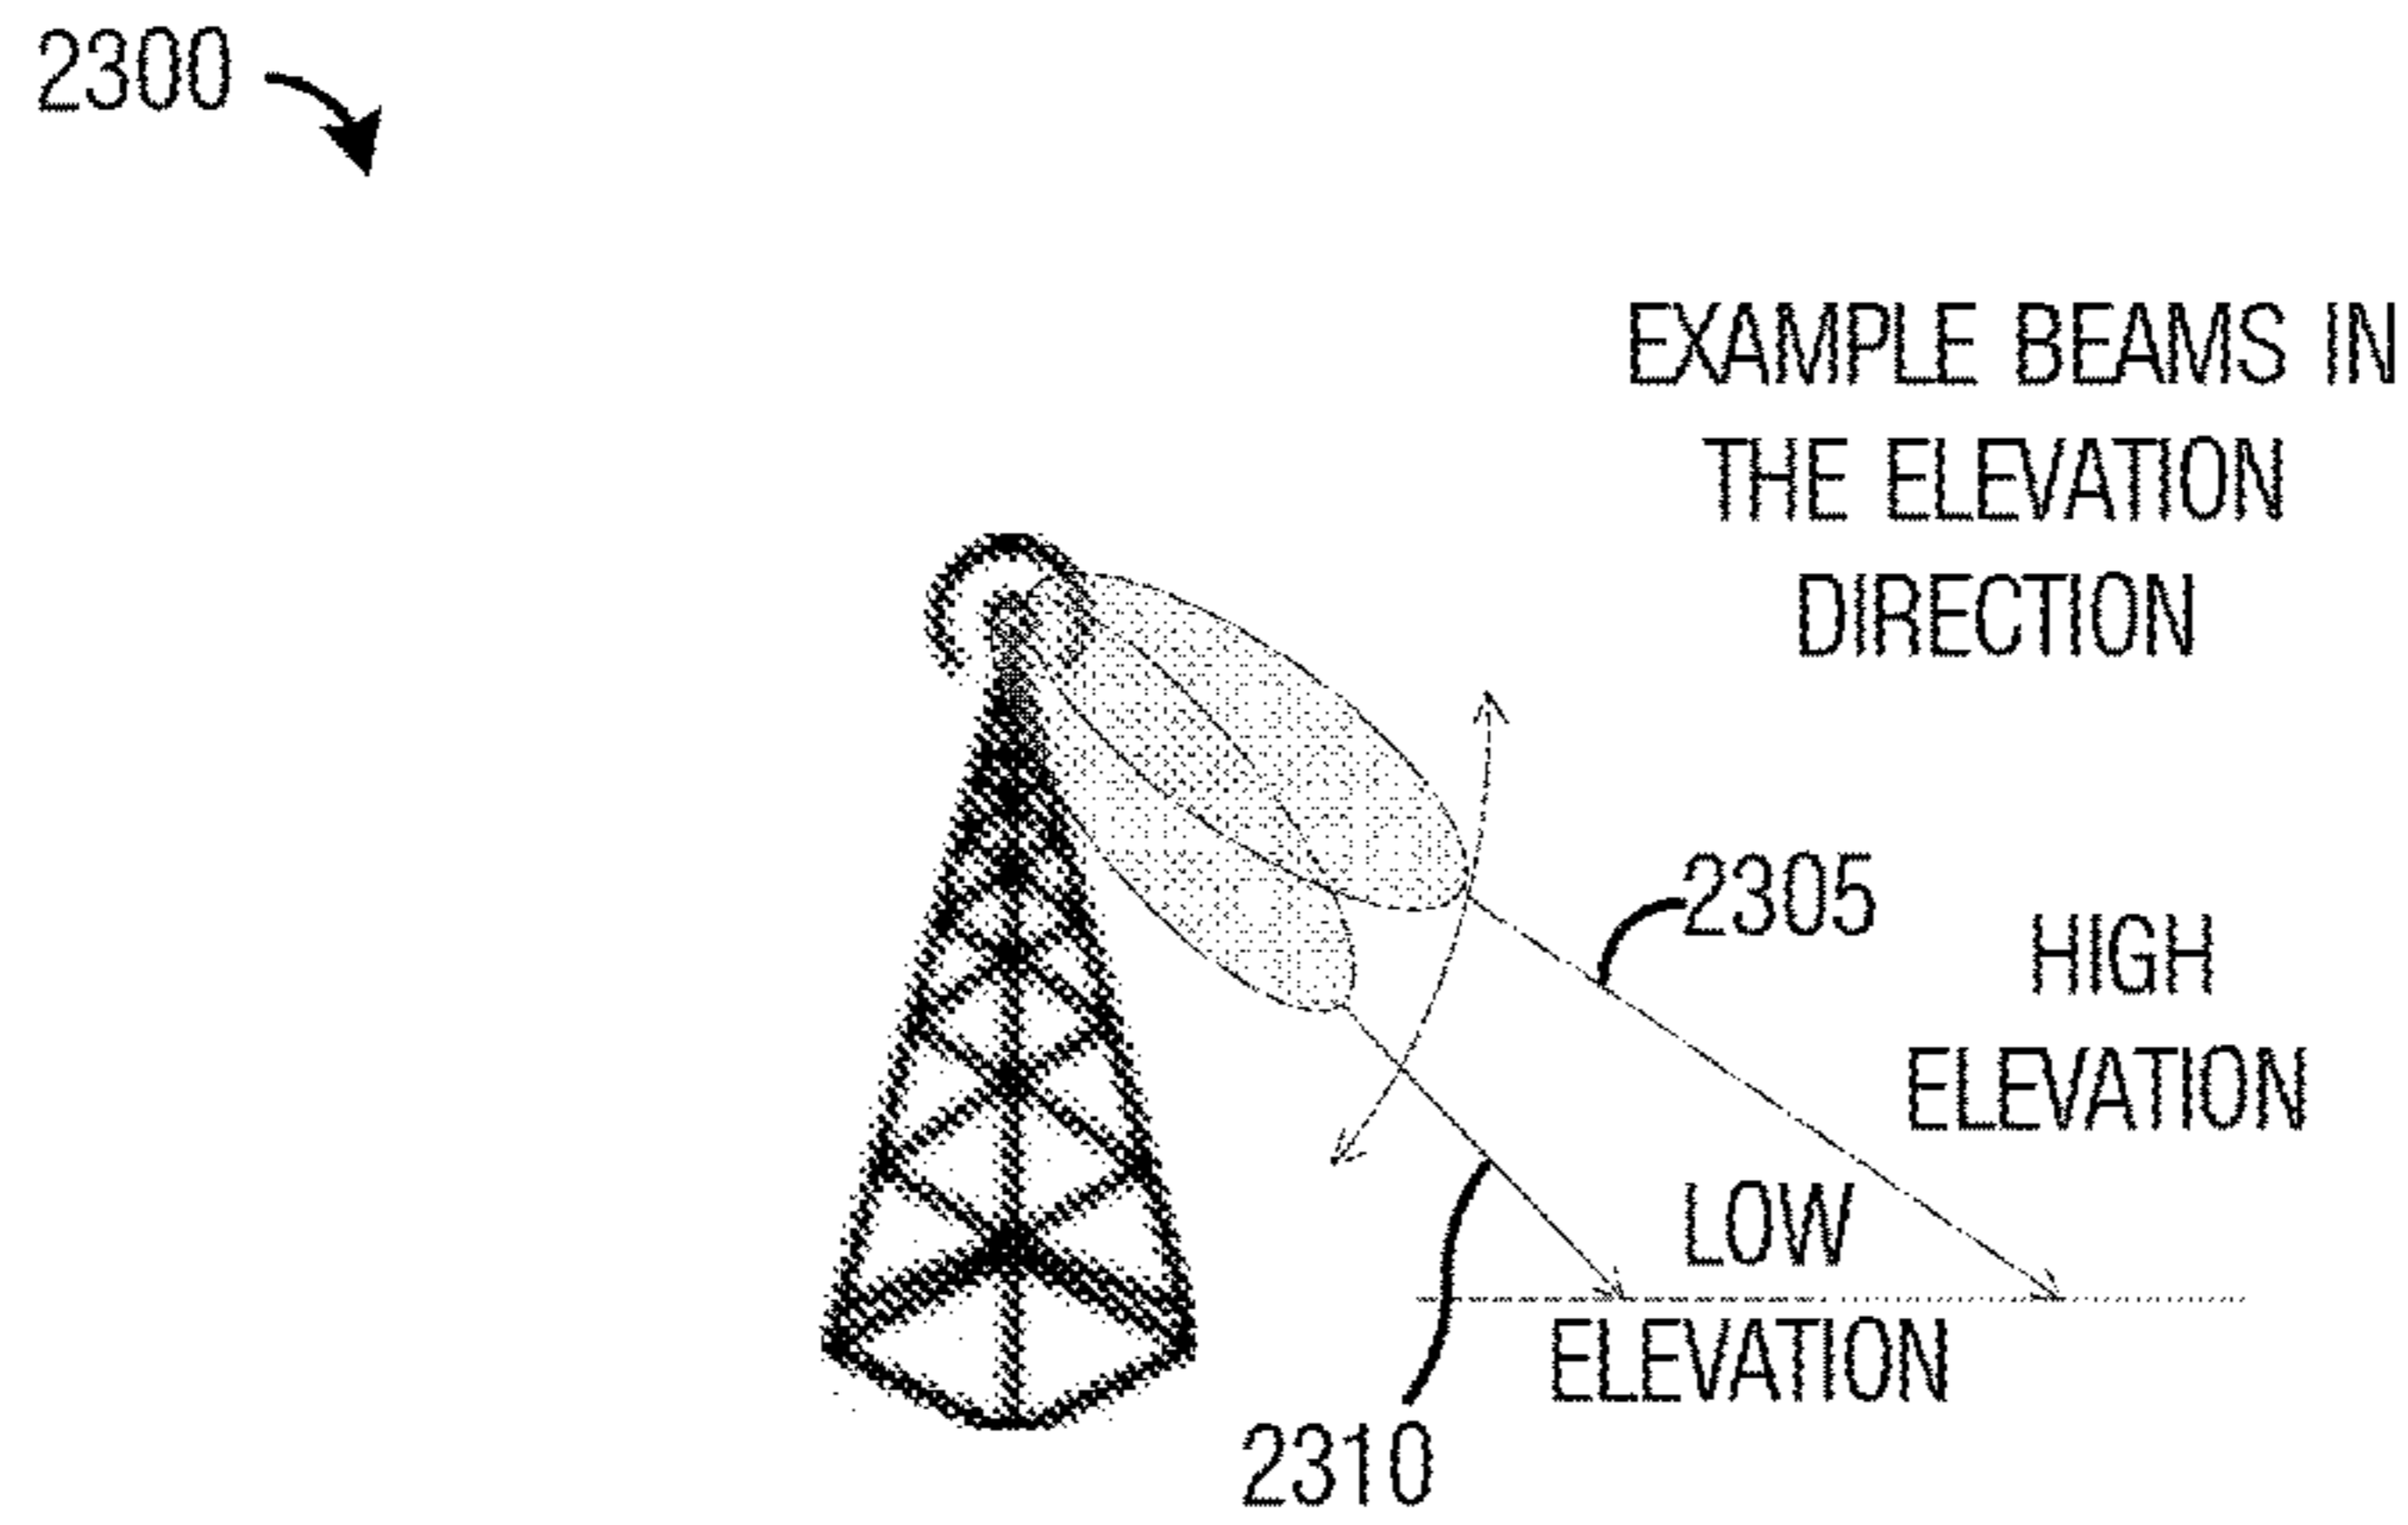 2300
EXAMPLE BEAMS IN
THE ELEVATION
DIRECTION
2305
HIGH
ELEVATION
LOW
ELEVATION
2310